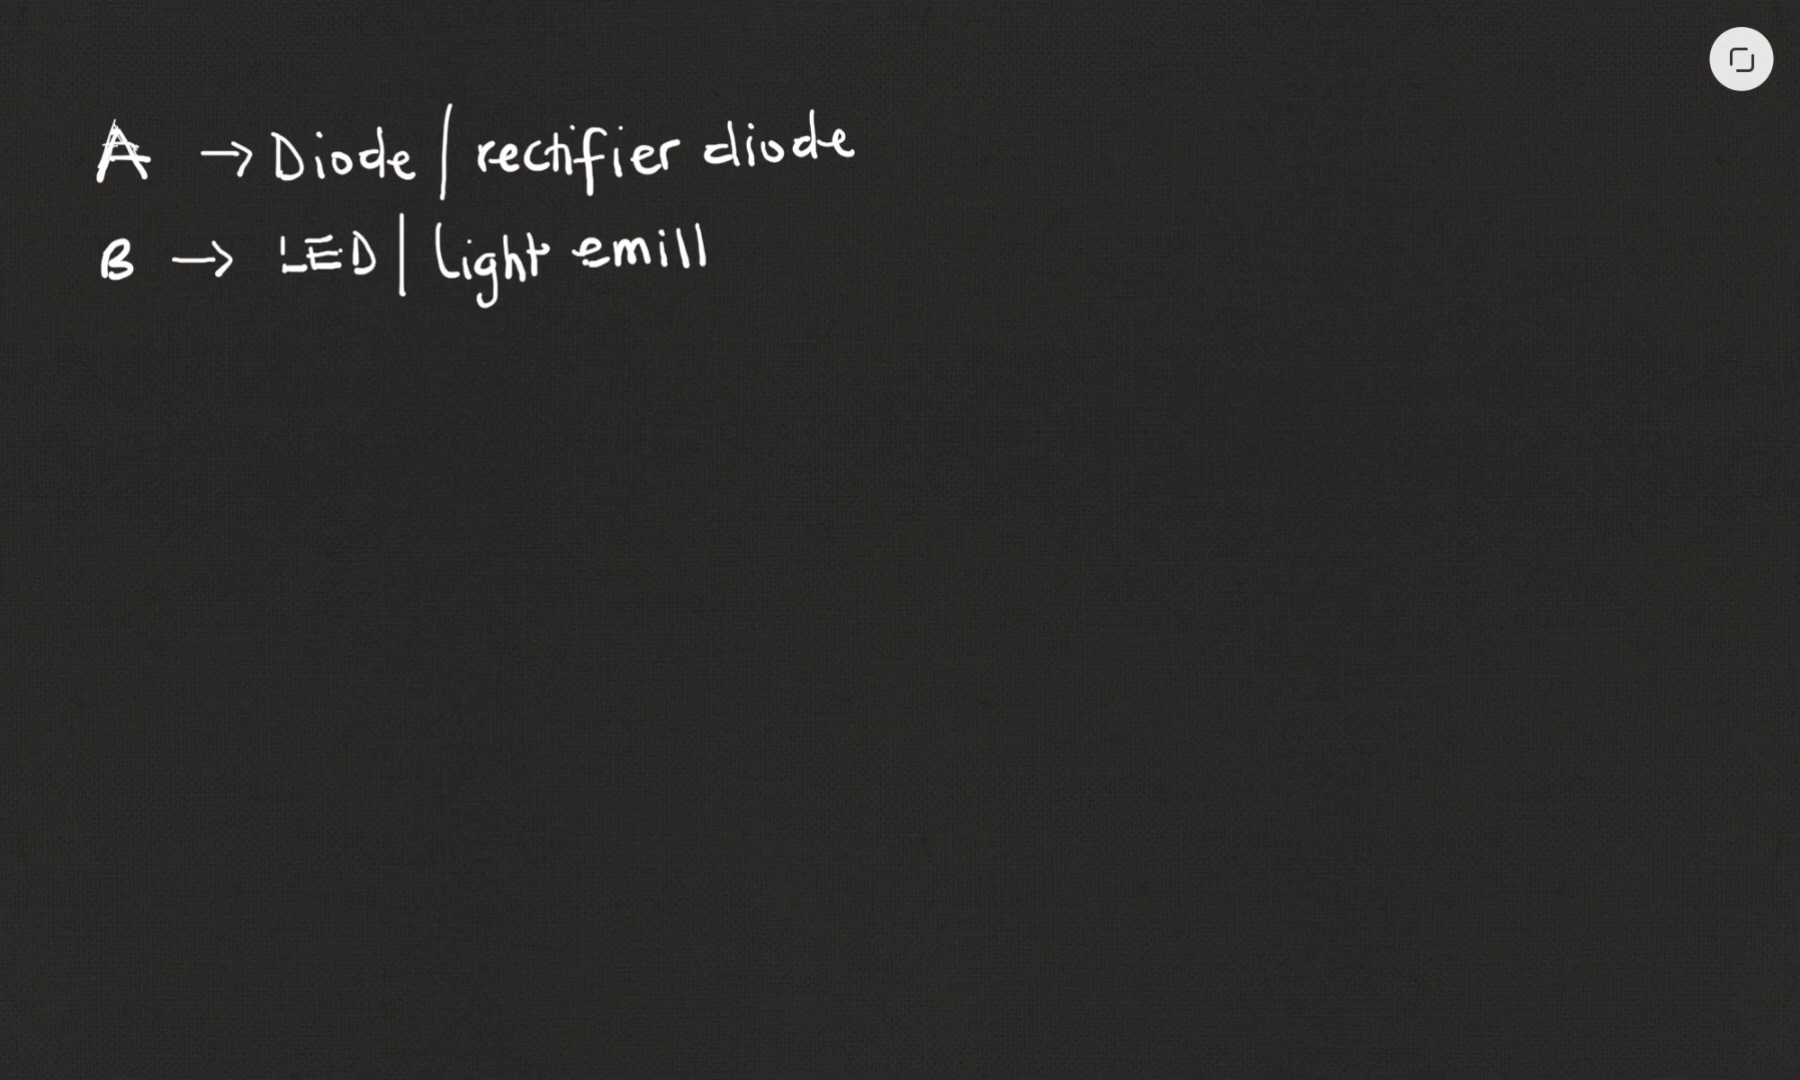 A → Diode / rectifier diode
B → LED | Light emill